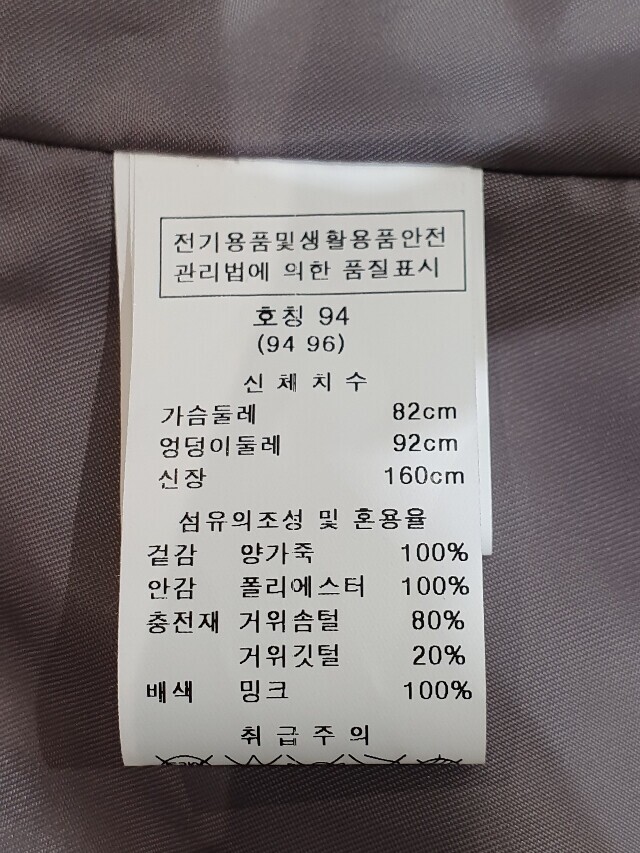 전기용품및생활용품안전
관리법에 의한 품질표시
호칭 94
(94 96)
신 체 치 수
가슴둘레 82cm
엉덩이둘레 92cm
신장 160cm
섬유의조성 및 혼용율
겉감 양가죽 100%
안감 폴리에스터 100%
충전재 거위솜털 80%
거위깃털 20%
배색 밍크 100%
취 급 주 의